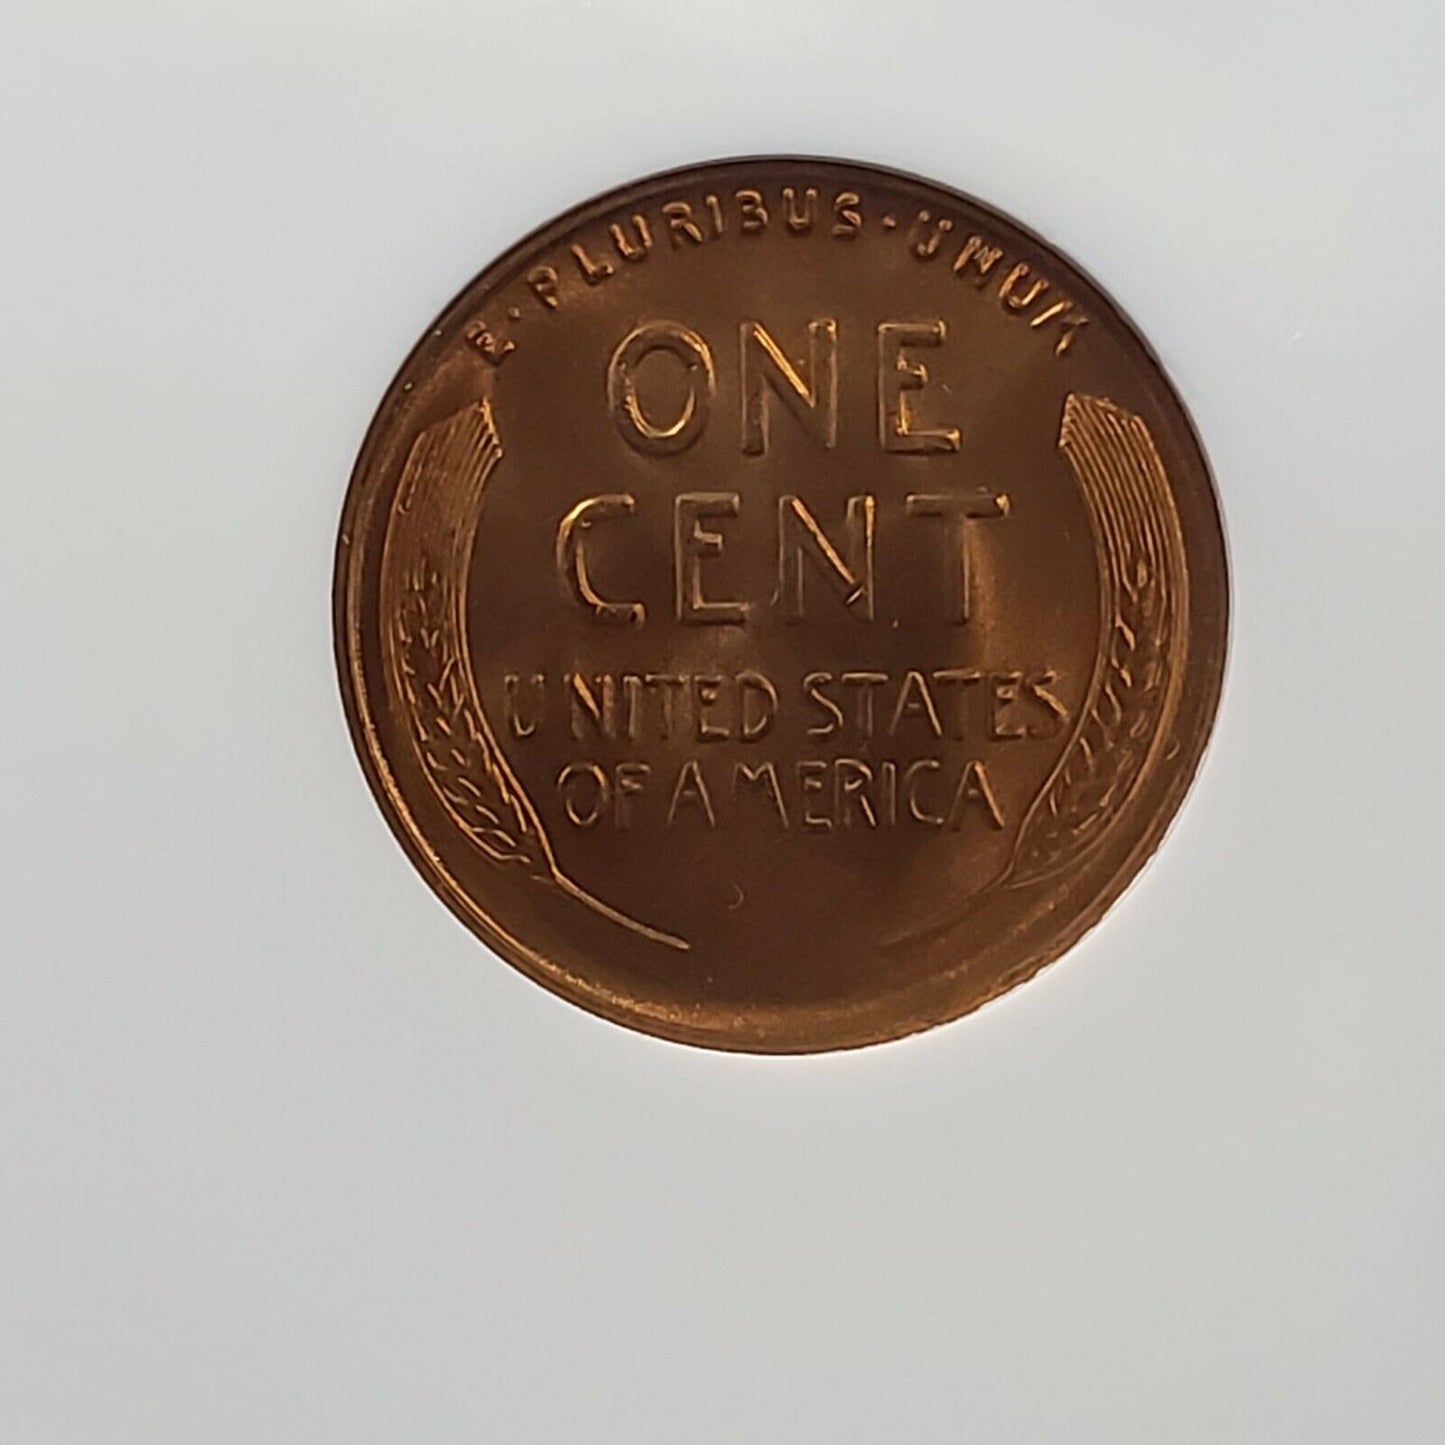 E·PLURIBUS·UNUM
ONE
CENT
UNITED STATES
OF AMERICA